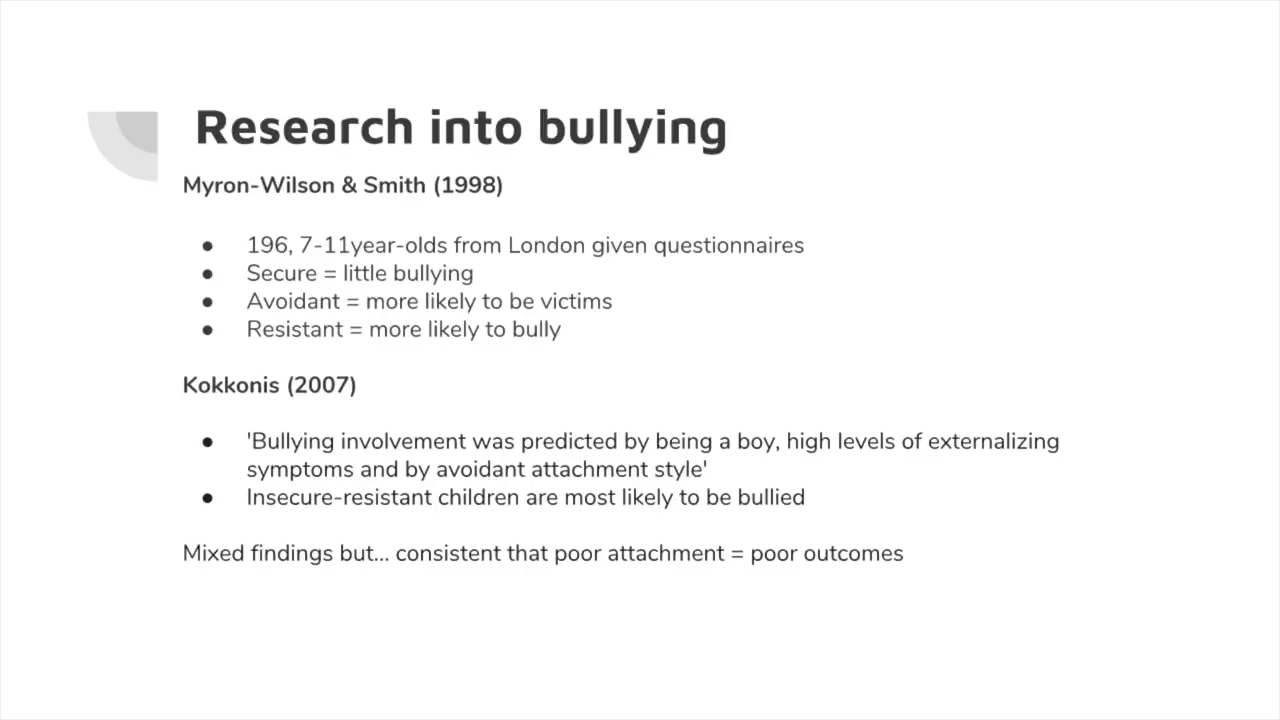 Research into bullying
Myron-Wilson & Smith (1998)
● 196, 7-11year-olds from London given questionnaires
● Secure = little bullying
● Avoidant = more likely to be victims
● Resistant = more likely to bully
Kokkonis (2007)
● 'Bullying involvement was predicted by being a boy, high levels of externalizing
symptoms and by avoidant attachment style'
● Insecure-resistant children are most likely to be bullied
Mixed findings but... consistent that poor attachment = poor outcomes